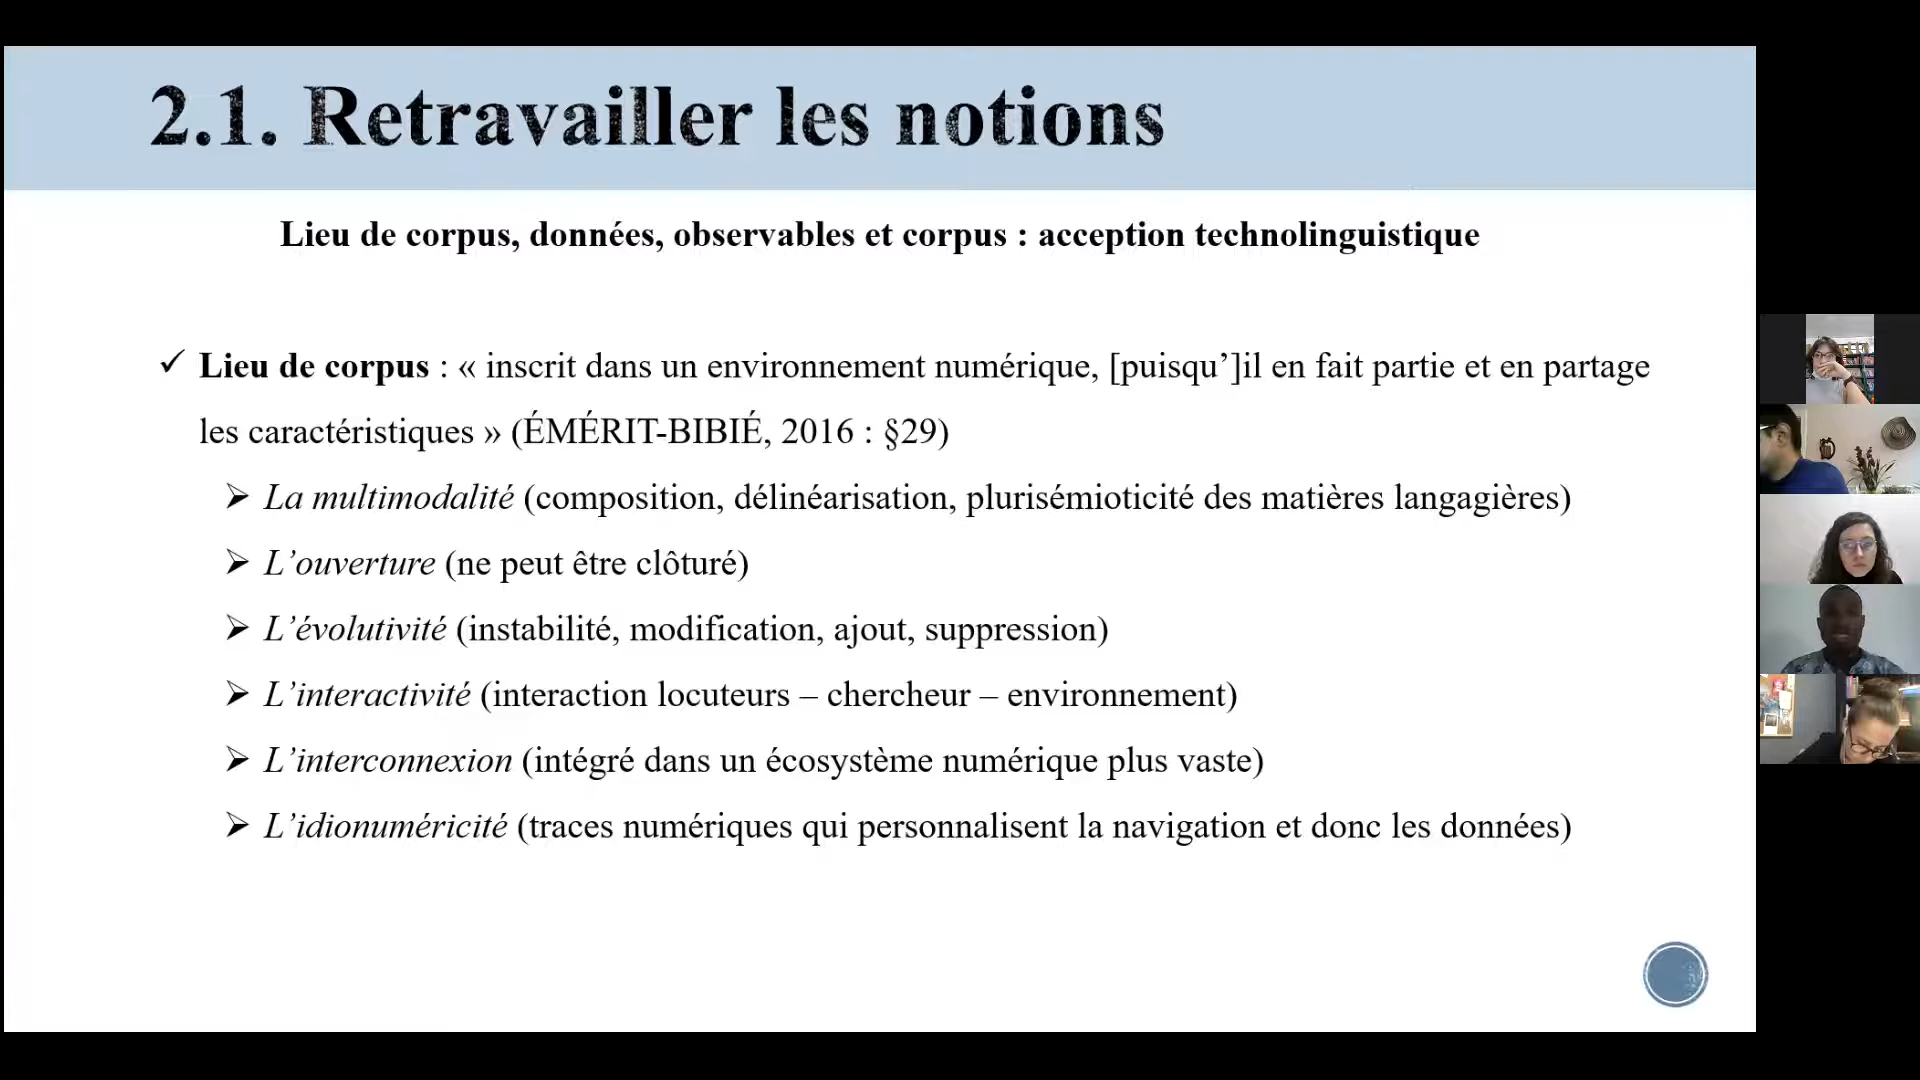 2.1. Retravailler les notions
Lieu de corpus, données, observables et corpus : acception technolinguistique
✓ Lieu de corpus : « inscrit dans un environnement numérique, [puisqu’]il en fait partie et en partage
les caractéristiques » (ÉMÉRIT-BIBIÉ, 2016 : §29)
➢ La multimodalité (composition, délinéarisation, plurisémioticité des matières langagières)
➢ L’ouverture (ne peut être clôturé)
➢ L’évolutivité (instabilité, modification, ajout, suppression)
➢ L’interactivité (interaction locuteurs – chercheur – environnement)
➢ L’interconnexion (intégré dans un écosystème numérique plus vaste)
➢ L’idionuméricité (traces numériques qui personnalisent la navigation et donc les données)